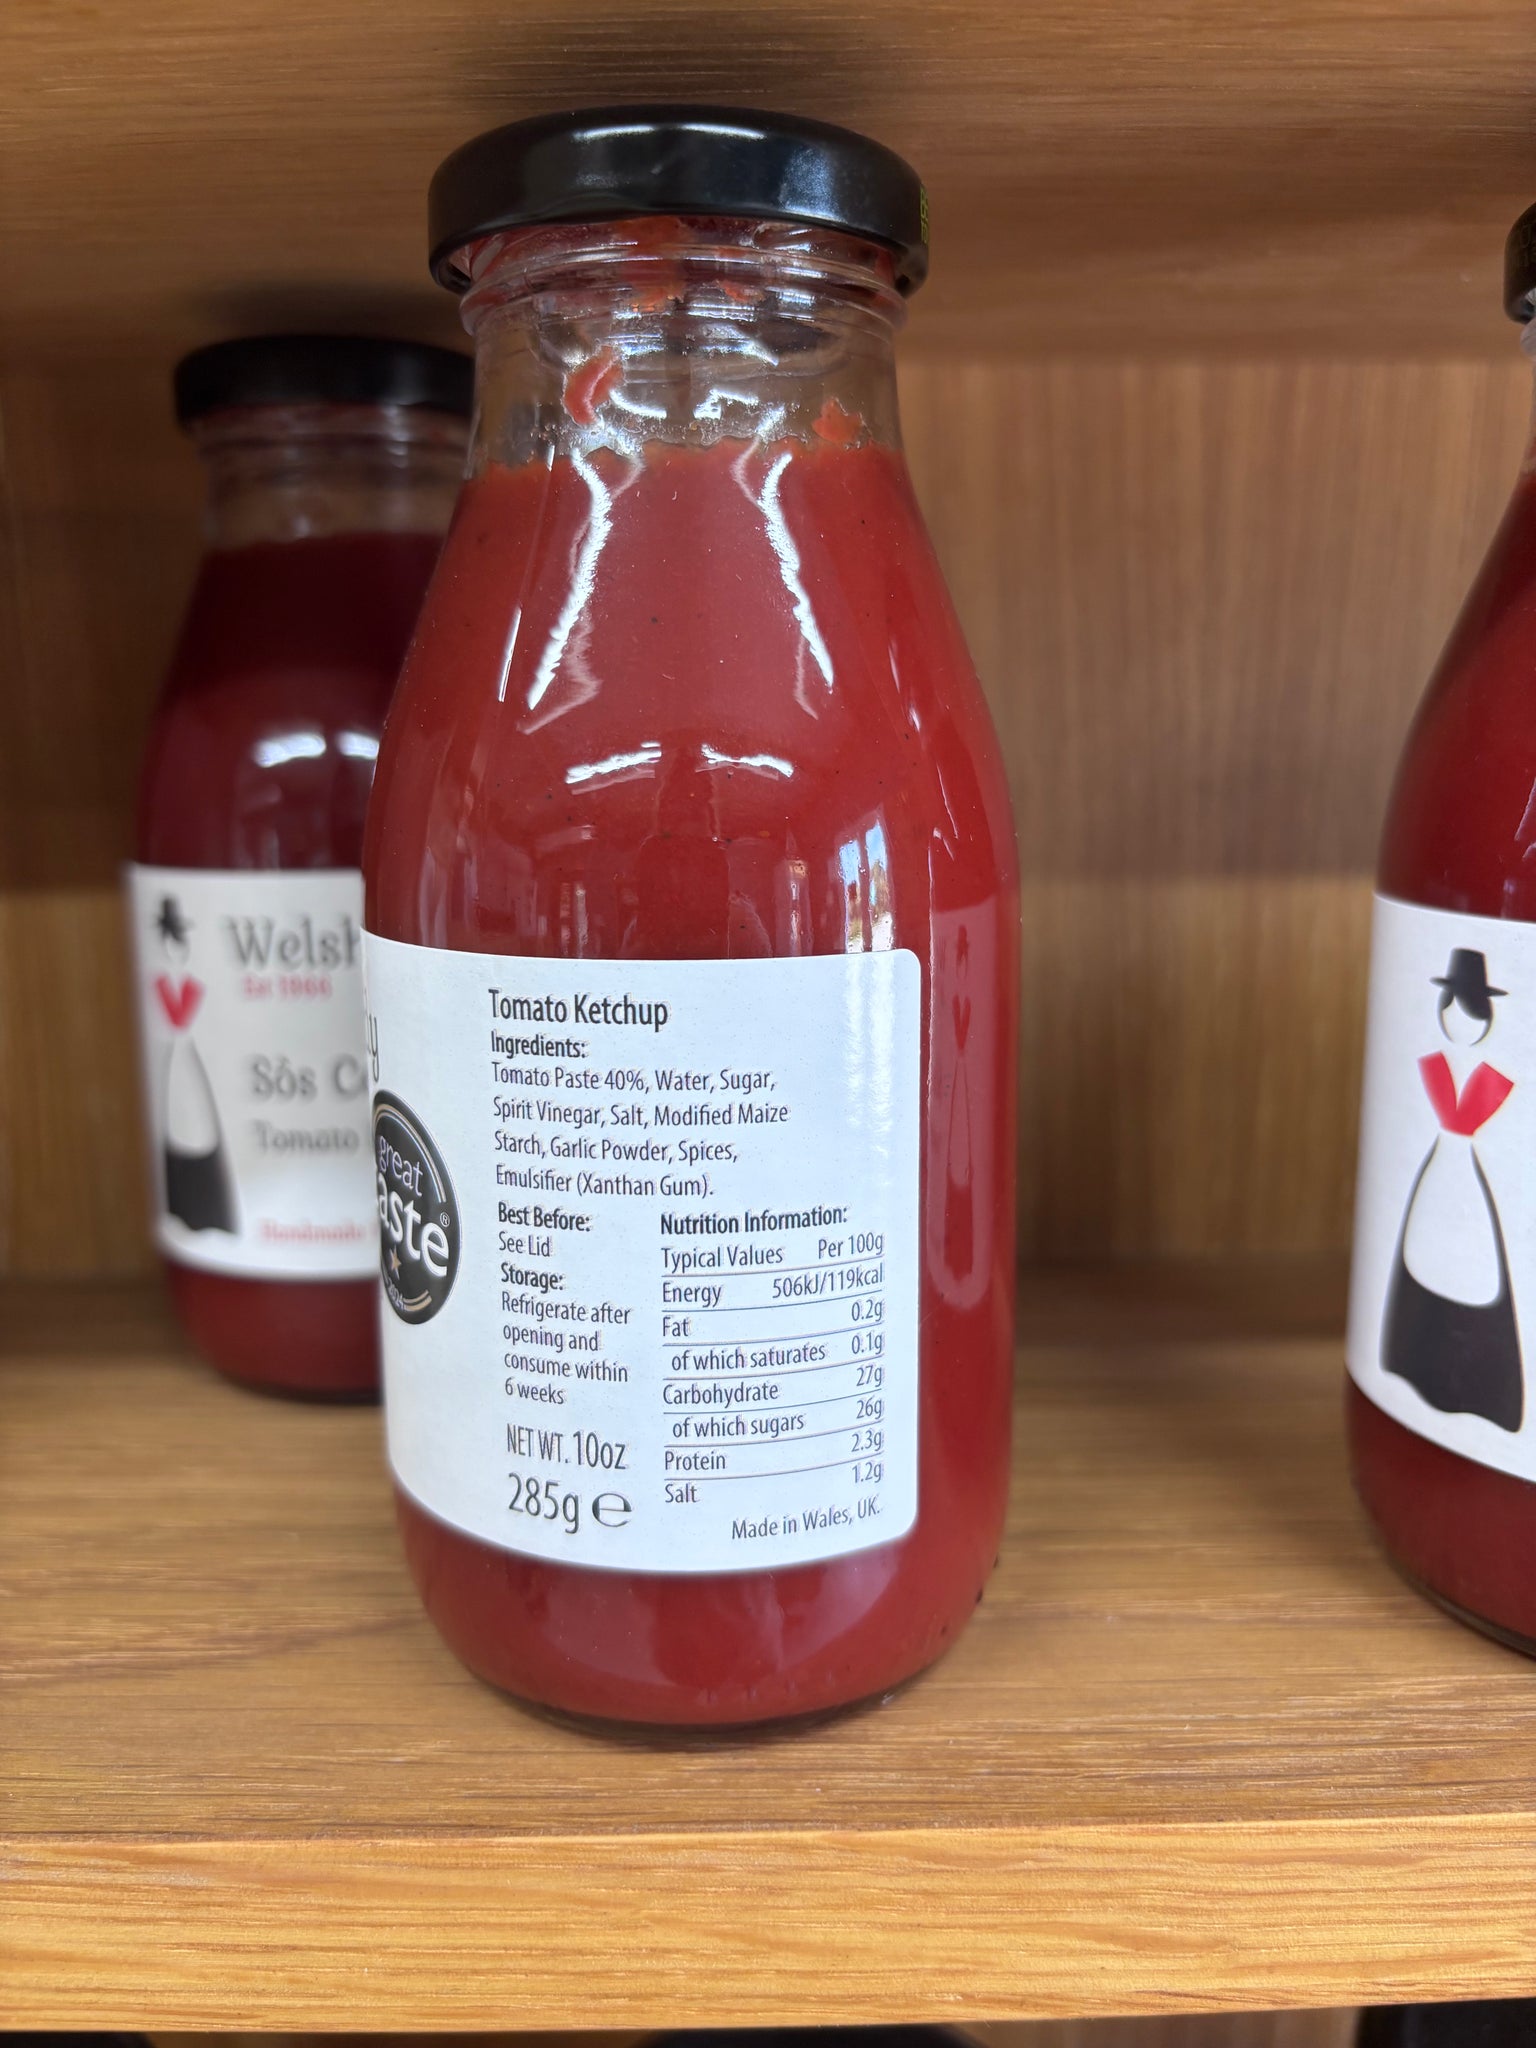 Welsh
Est 1966
Sôs
Tomato
Handmade
great
taste®
2024
Tomato Ketchup
Ingredients:
Tomato Paste 40%, Water, Sugar,
Spirit Vinegar, Salt, Modified Maize
Starch, Garlic Powder, Spices,
Emulsifier (Xanthan Gum).
Best Before:
See Lid
Storage:
Refrigerate after
opening and
consume within
6 weeks
NET WT. 10oz
285g ℮
Nutrition Information:
Typical Values Per 100g
Energy 506kJ/119kcal
Fat 0.2g
of which saturates 0.1g
Carbohydrate 27g
of which sugars 26g
Protein 2.3g
Salt 1.2g
Made in Wales, UK.